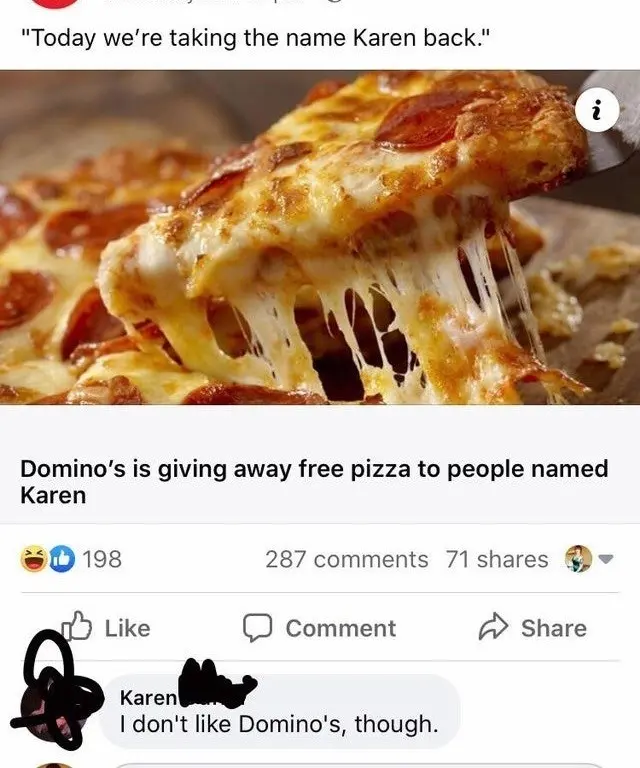 "Today we’re taking the name Karen back."
i
Domino’s is giving away free pizza to people named
Karen
198 287 comments 71 shares
Like Comment Share
Karen
I don't like Domino's, though.